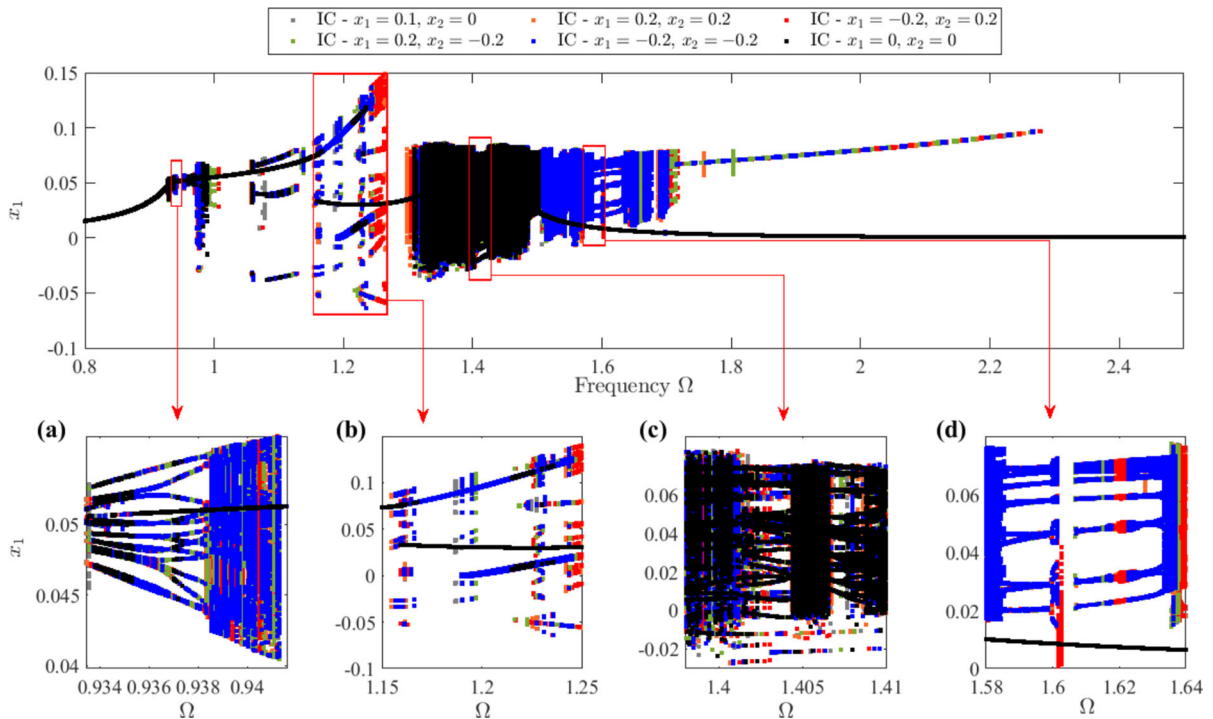 IC - x₁ = 0.1, x₂ = 0 IC - x₁ = 0.2, x₂ = 0.2 IC - x₁ = −0.2, x₂ = 0.2
IC - x₁ = 0.2, x₂ = −0.2 IC - x₁ = −0.2, x₂ = −0.2 IC - x₁ = 0, x₂ = 0
0.15
0.1
0.05
0
-0.05
-0.1
x₁
0.8 1 1.2 1.4 1.6 1.8 2 2.2 2.4
Frequency Ω
(a) (b) (c) (d)
0.05
0.045
0.04
x₁
0.934 0.936 0.938 0.94
Ω
0.1
0.05
0
-0.05
-0.1
1.15 1.2 1.25
Ω
0.06
0.04
0.02
0
-0.02
1.4 1.405 1.41
Ω
0.06
0.04
0.02
0
1.58 1.6 1.62 1.64
Ω